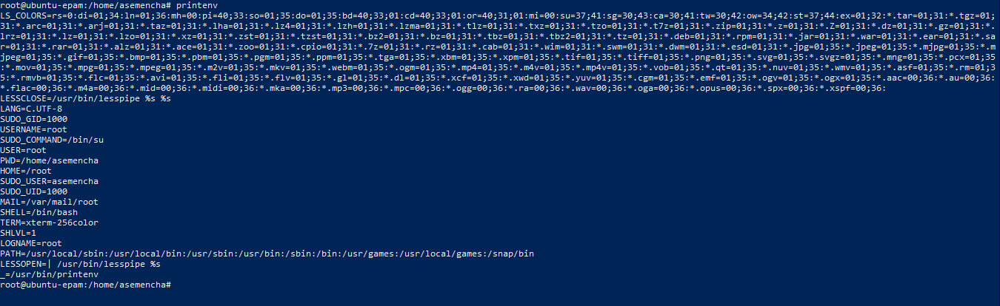 root@ubuntu-epam:/home/asemencha# printenv
LS_COLORS=rs=0:di=01;34:ln=01;36:mh=00:pi=40;33:so=01;35:do=01;35:bd=40;33;01:cd=40;33;01:or=40;31;01:mi=00:su=37;41:sg=30;43:ca=30;41:tw=30;42:ow=34;42:st=37;44:ex=01;32:*.tar=01;31:*.tgz=01;
31:*.arc=01;31:*.arj=01;31:*.taz=01;31:*.lha=01;31:*.lz4=01;31:*.lzh=01;31:*.lzma=01;31:*.tlz=01;31:*.txz=01;31:*.tzo=01;31:*.t7z=01;31:*.zip=01;31:*.z=01;31:*.Z=01;31:*.dz=01;31:*.gz=01;31:*.
lrz=01;31:*.lz=01;31:*.lzo=01;31:*.xz=01;31:*.zst=01;31:*.tzst=01;31:*.bz2=01;31:*.bz=01;31:*.tbz=01;31:*.tbz2=01;31:*.tz=01;31:*.deb=01;31:*.rpm=01;31:*.jar=01;31:*.war=01;31:*.ear=01;31:*.sa
r=01;31:*.rar=01;31:*.alz=01;31:*.ace=01;31:*.zoo=01;31:*.cpio=01;31:*.7z=01;31:*.rz=01;31:*.cab=01;31:*.wim=01;31:*.swm=01;31:*.dwm=01;31:*.esd=01;31:*.jpg=01;35:*.jpeg=01;35:*.mjpg=01;35:*.m
jpeg=01;35:*.gif=01;35:*.bmp=01;35:*.pbm=01;35:*.pgm=01;35:*.ppm=01;35:*.tga=01;35:*.xbm=01;35:*.xpm=01;35:*.tif=01;35:*.tiff=01;35:*.png=01;35:*.svg=01;35:*.svgz=01;35:*.mng=01;35:*.pcx=01;35
:*.mov=01;35:*.mpg=01;35:*.mpeg=01;35:*.m2v=01;35:*.mkv=01;35:*.webm=01;35:*.ogm=01;35:*.mp4=01;35:*.m4v=01;35:*.mp4v=01;35:*.vob=01;35:*.qt=01;35:*.nuv=01;35:*.wmv=01;35:*.asf=01;35:*.rm=01;3
5:*.rmvb=01;35:*.flc=01;35:*.avi=01;35:*.fli=01;35:*.flv=01;35:*.gl=01;35:*.dl=01;35:*.xcf=01;35:*.xwd=01;35:*.yuv=01;35:*.cgm=01;35:*.emf=01;35:*.ogv=01;35:*.ogx=01;35:*.aac=00;36:*.au=00;36:
*.flac=00;36:*.m4a=00;36:*.mid=00;36:*.midi=00;36:*.mka=00;36:*.mp3=00;36:*.mpc=00;36:*.ogg=00;36:*.ra=00;36:*.wav=00;36:*.oga=00;36:*.opus=00;36:*.spx=00;36:*.xspf=00;36:
LESSCLOSE=/usr/bin/lesspipe %s %s
LANG=C.UTF-8
SUDO_GID=1000
USERNAME=root
SUDO_COMMAND=/bin/su
USER=root
PWD=/home/asemencha
HOME=/root
SUDO_USER=asemencha
SUDO_UID=1000
MAIL=/var/mail/root
SHELL=/bin/bash
TERM=xterm-256color
SHLVL=1
LOGNAME=root
PATH=/usr/local/sbin:/usr/local/bin:/usr/sbin:/usr/bin:/sbin:/bin:/usr/games:/usr/local/games:/snap/bin
LESSOPEN=| /usr/bin/lesspipe %s
_=/usr/bin/printenv
root@ubuntu-epam:/home/asemencha#